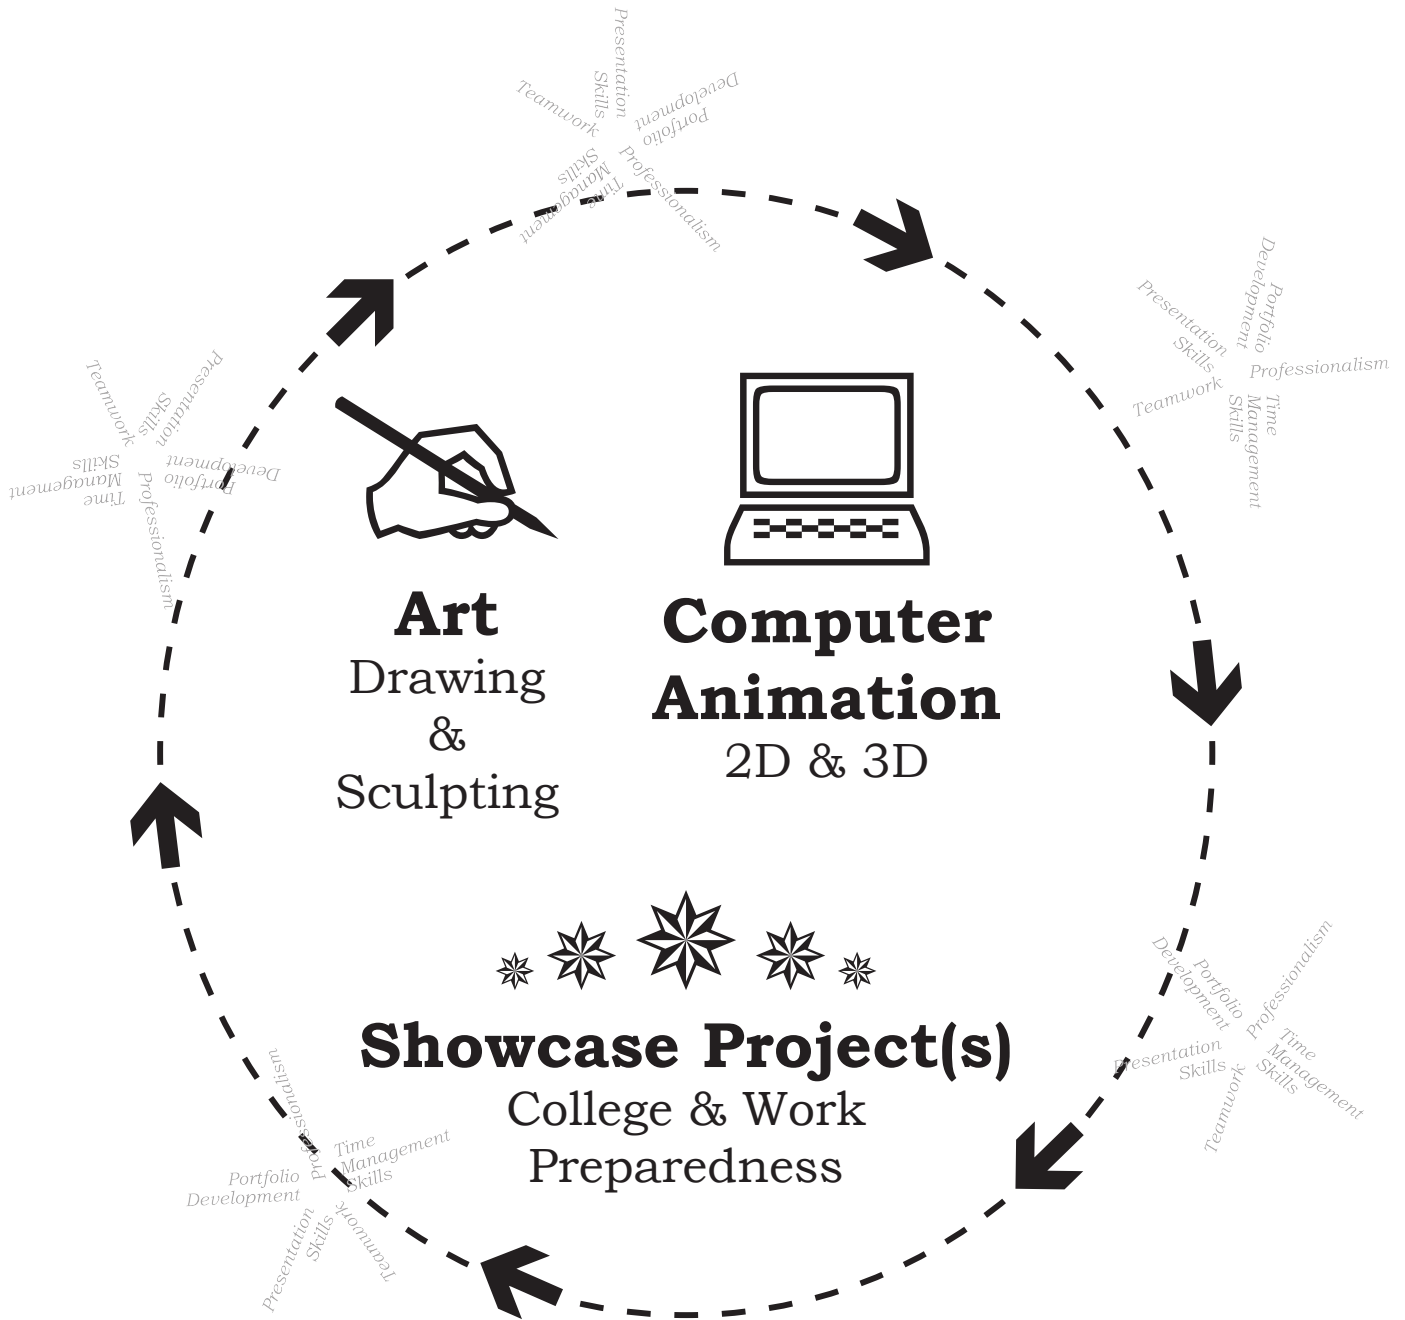 Presentation
Skills
Development
Portfolio
Teamwork
Professionalism
Time
Management
Skills
Development
Portfolio
Presentation
Skills
Professionalism
Teamwork
Time
Management
Skills
Teamwork
Presentation
Skills
Development
Portfolio
Time
Management
Skills
Professionalism
Art
Drawing
&
Sculpting
Computer
Animation
2D & 3D
Showcase Project(s)
College & Work
Preparedness
Portfolio
Development
Professionalism
Presentation
Skills
Time
Management
Skills
Teamwork
Professionalism
Time
Management
Skills
Portfolio
Development
Presentation
Skills
Teamwork